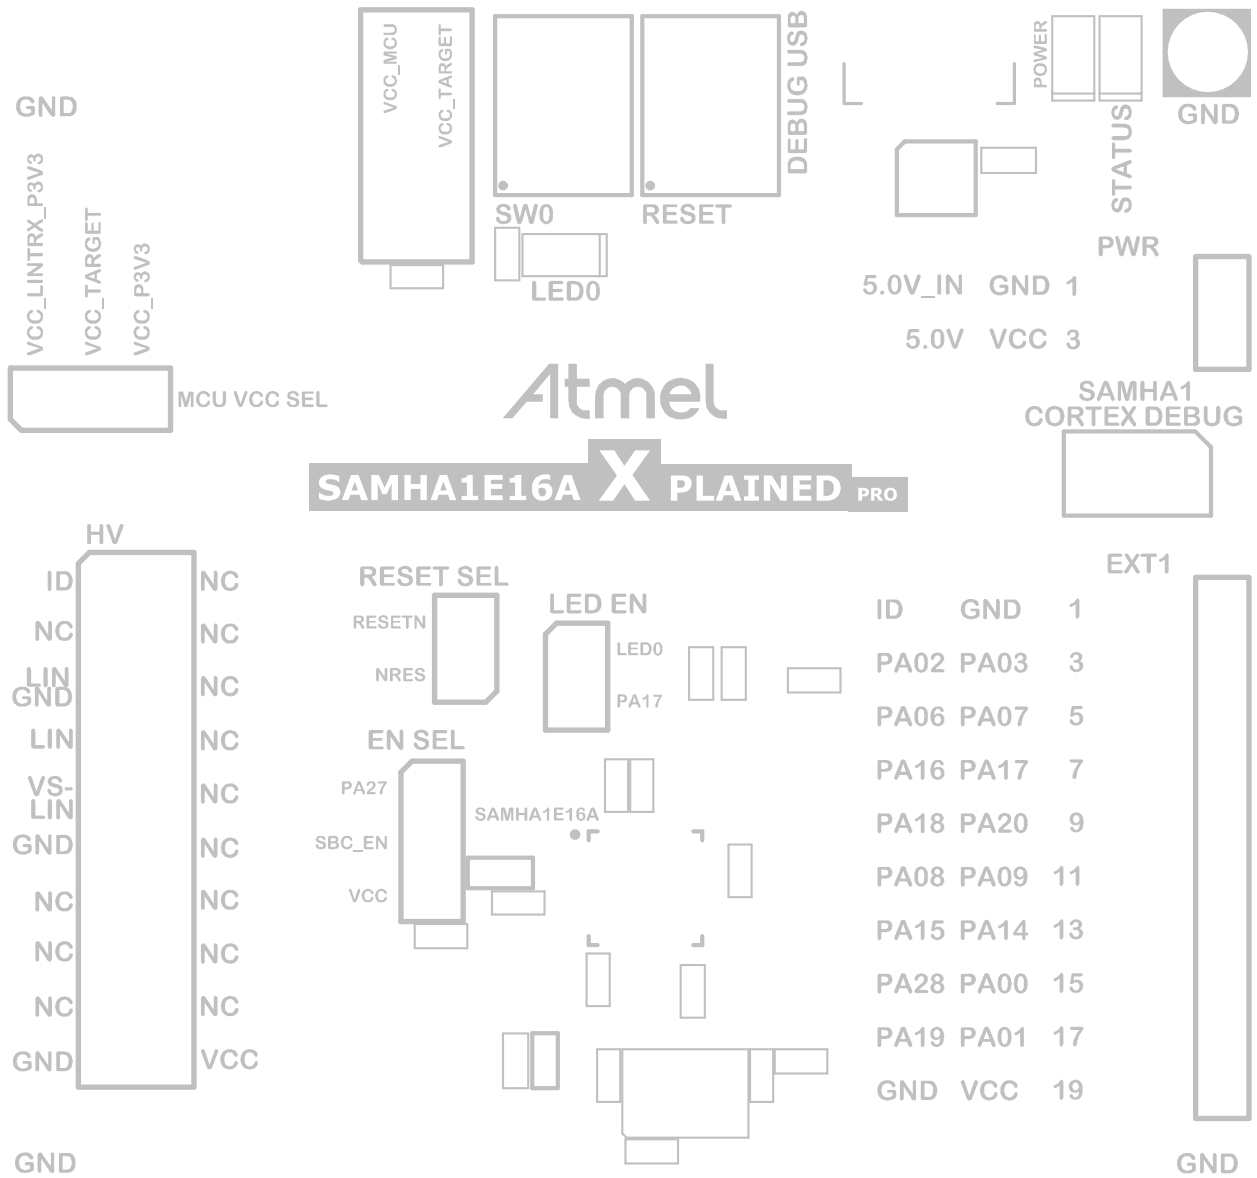 VCC_MCU
VCC_TARGET
DEBUG USB
POWER
STATUS
GND
GND
VCC_LINTRX_P3V3
VCC_TARGET
VCC_P3V3
SW0
RESET
LED0
PWR
5.0V_IN GND 1
5.0V VCC 3
MCU VCC SEL
Atmel
SAMHA1
CORTEX DEBUG
SAMHA1E16A X PLAINED PRO
HV
ID NC
NC NC
LIN
GND NC
LIN NC
VS-
LIN NC
GND NC
NC NC
NC NC
NC NC
GND VCC
RESET SEL
RESETN
NRES
LED EN
LED0
PA17
EN SEL
PA27
SBC_EN
VCC
SAMHA1E16A
EXT1
ID GND 1
PA02 PA03 3
PA06 PA07 5
PA16 PA17 7
PA18 PA20 9
PA08 PA09 11
PA15 PA14 13
PA28 PA00 15
PA19 PA01 17
GND VCC 19
GND
GND